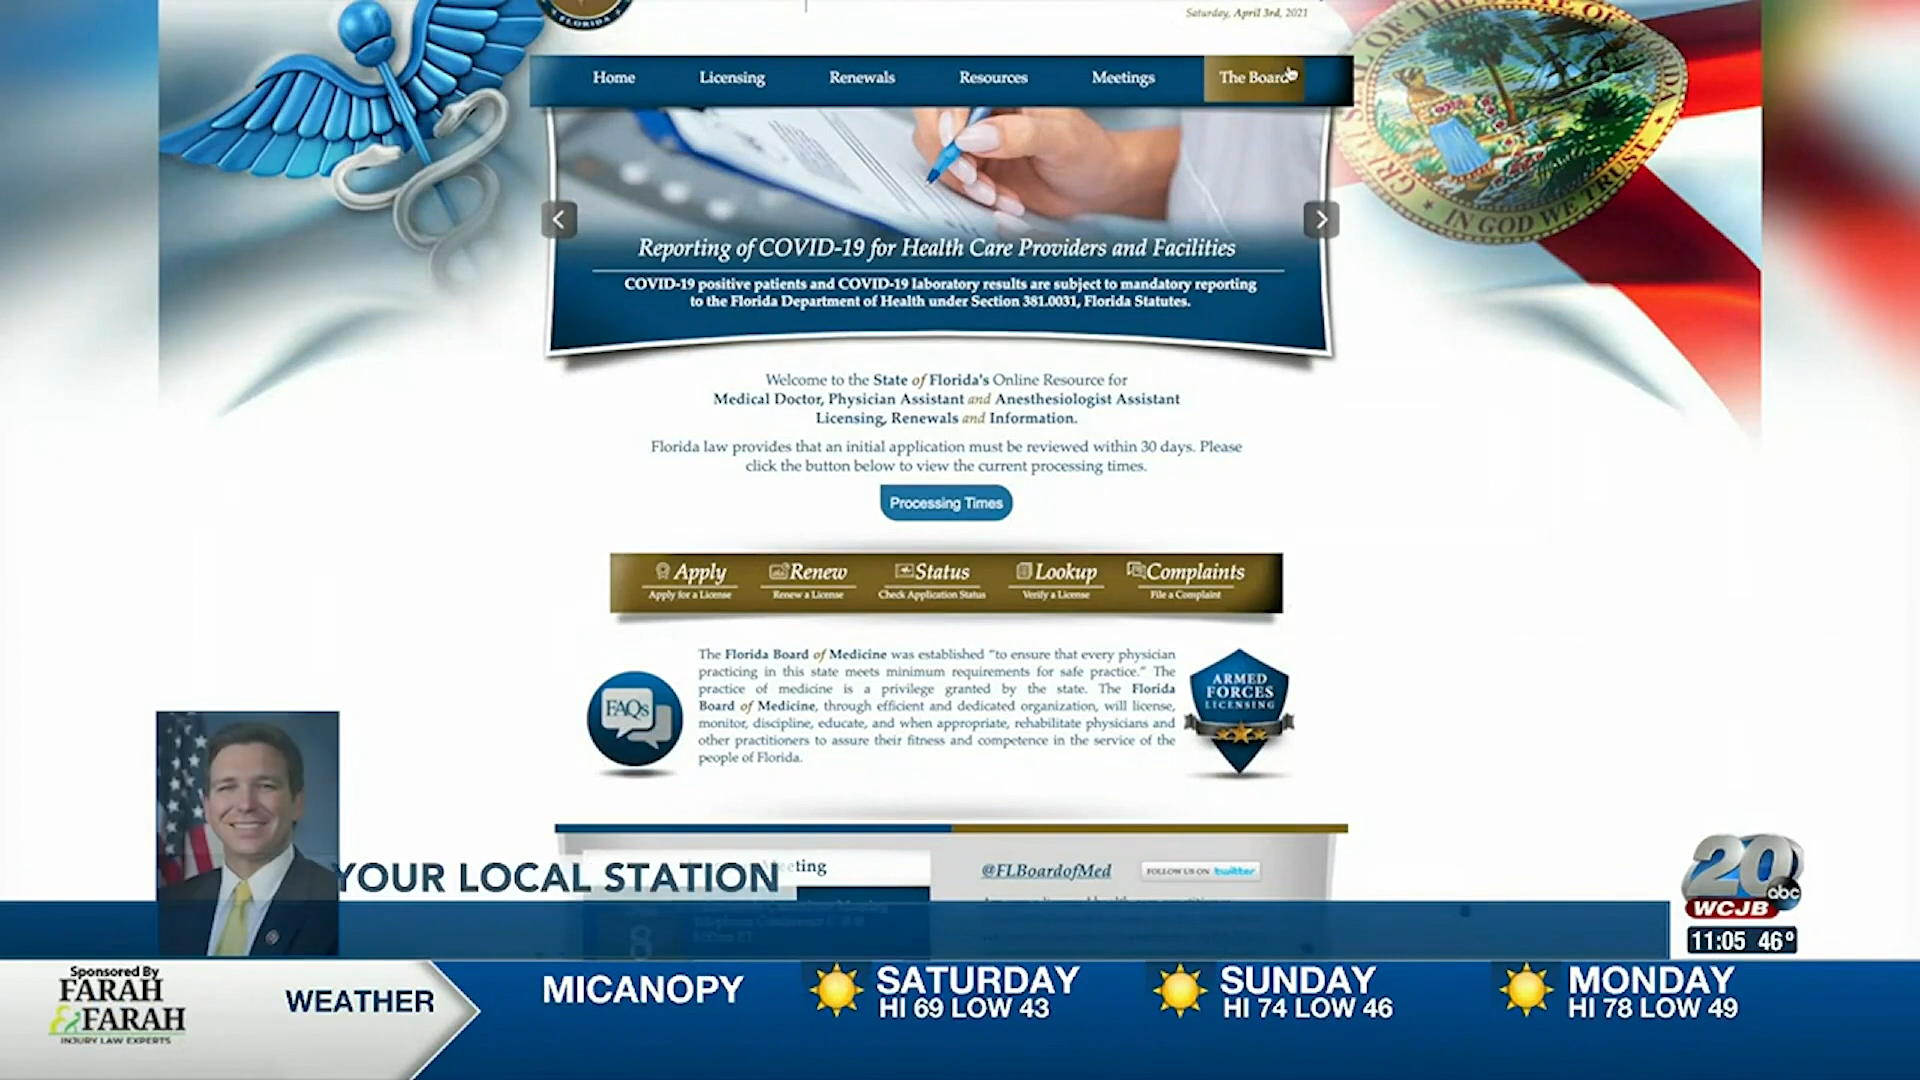 FLORIDA
Saturday, April 3rd, 2021
Home
Licensing
Renewals
Resources
Meetings
The Board
SEAL OF THE STATE OF FLORIDA
IN GOD WE TRUST
Reporting of COVID-19 for Health Care Providers and Facilities
COVID-19 positive patients and COVID-19 laboratory results are subject to mandatory reporting
to the Florida Department of Health under Section 381.0031, Florida Statutes.
Welcome to the State of Florida's Online Resource for
Medical Doctor, Physician Assistant and Anesthesiologist Assistant
Licensing, Renewals and Information.
Florida law provides that an initial application must be reviewed within 30 days. Please
click the button below to view the current processing times.
Processing Times
Apply
Apply for a License
Renew
Renew a License
Status
Check Application Status
Lookup
Verify a License
Complaints
File a Complaint
FAQs
The Florida Board of Medicine was established "to ensure that every physician
practicing in this state meets minimum requirements for safe practice." The
practice of medicine is a privilege granted by the state. The Florida
Board of Medicine, through efficient and dedicated organization, will license,
monitor, discipline, educate, and when appropriate, rehabilitate physicians and
other practitioners to assure their fitness and competence in the service of the
people of Florida.
ARMED
FORCES
LICENSING
YOUR LOCAL STATION
@FLBoardofMed
FOLLOW US ON twitter
20
abc
WCJB
11:05 46°
Sponsored By
FARAH
& FARAH
INJURY LAW EXPERTS
WEATHER
MICANOPY
SATURDAY
HI 69 LOW 43
SUNDAY
HI 74 LOW 46
MONDAY
HI 78 LOW 49